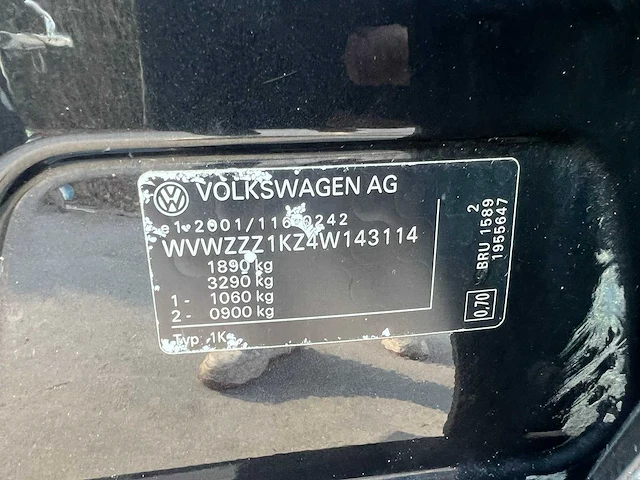 VOLKSWAGEN AG
WVWZZZ1KZ4W143114
1890 kg
3290 kg
1 - 1060 kg
2 - 0900 kg
Typ 1K
2
BRU 1589
1955647
0,70